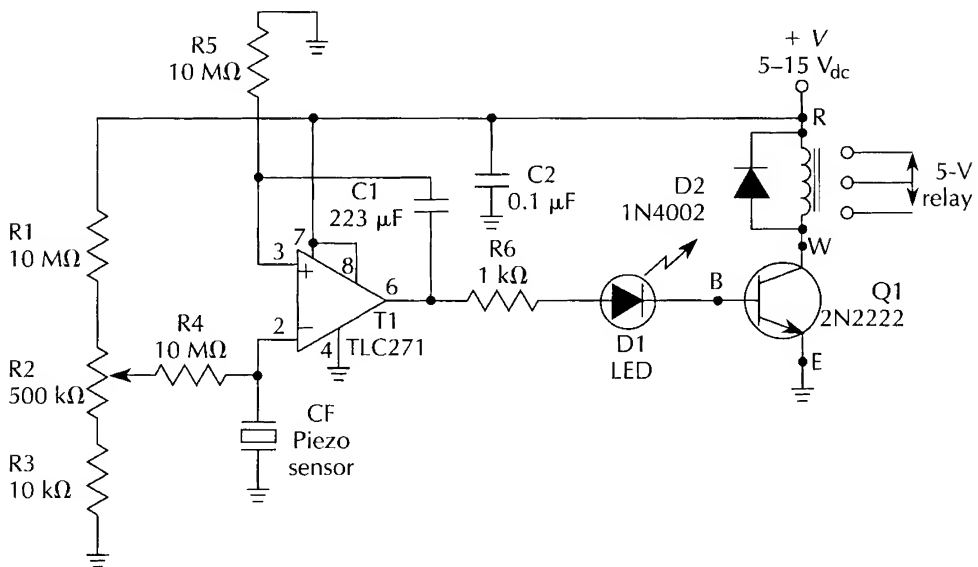 R5
10 MΩ
+ V
5–15 Vdc
R
C1
223 µF
C2
0.1 µF
D2
1N4002
5-V
relay
R1
10 MΩ
7
8
3
+
6
R6
1 kΩ
W
B
Q1
2N2222
2
−
4
T1
TLC271
R4
10 MΩ
D1
LED
E
R2
500 kΩ
CF
Piezo
sensor
R3
10 kΩ